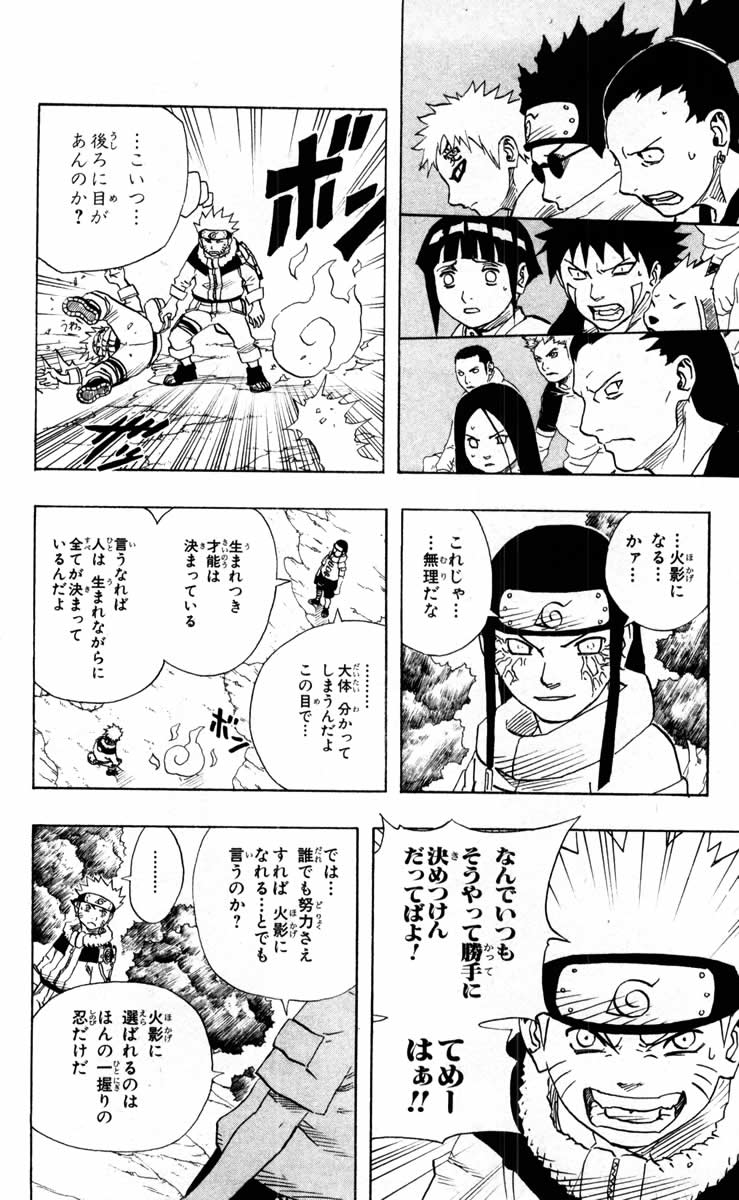 …こいつ…
後ろに目が
あんのか？
ボン
うわ
…火影に
なる…
かァ…
これじゃ…
…無理だな
…………
大体 分かって
しまうんだよ
この目で…
生まれつき
才能は
決まっている
言うなれば
人は 生まれながらに
全てが決まって
いるんだよ
ボン
なんでいつも
そうやって勝手に
決めつけん
だってばよ！
てめー
はぁ!!
では…
誰でも努力さえ
すれば 火影に
なれる…とでも
言うのか？
………
火影に
選ばれるのは
ほんの一握りの
忍だけだ